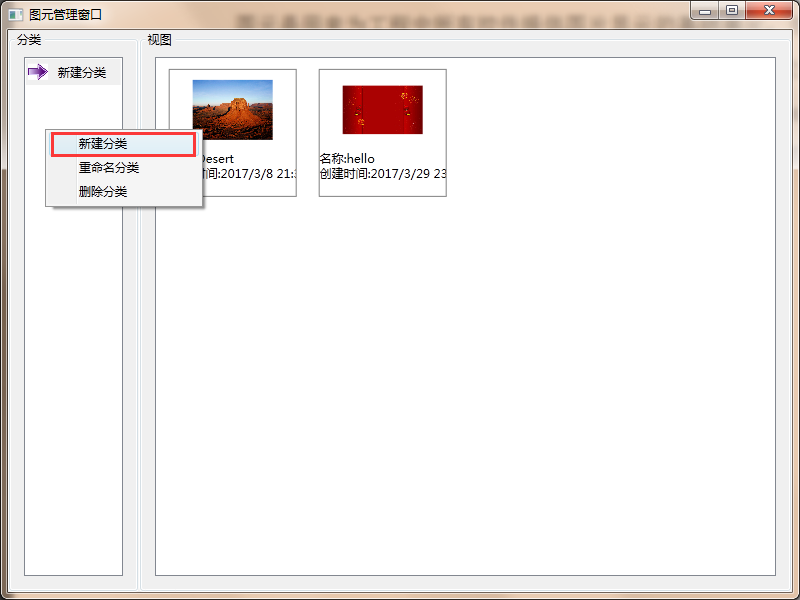 图元管理窗口
分类
视图
新建分类
新建分类
重命名分类
删除分类
Desert
间:2017/3/8 21:
名称:hello
创建时间:2017/3/29 23